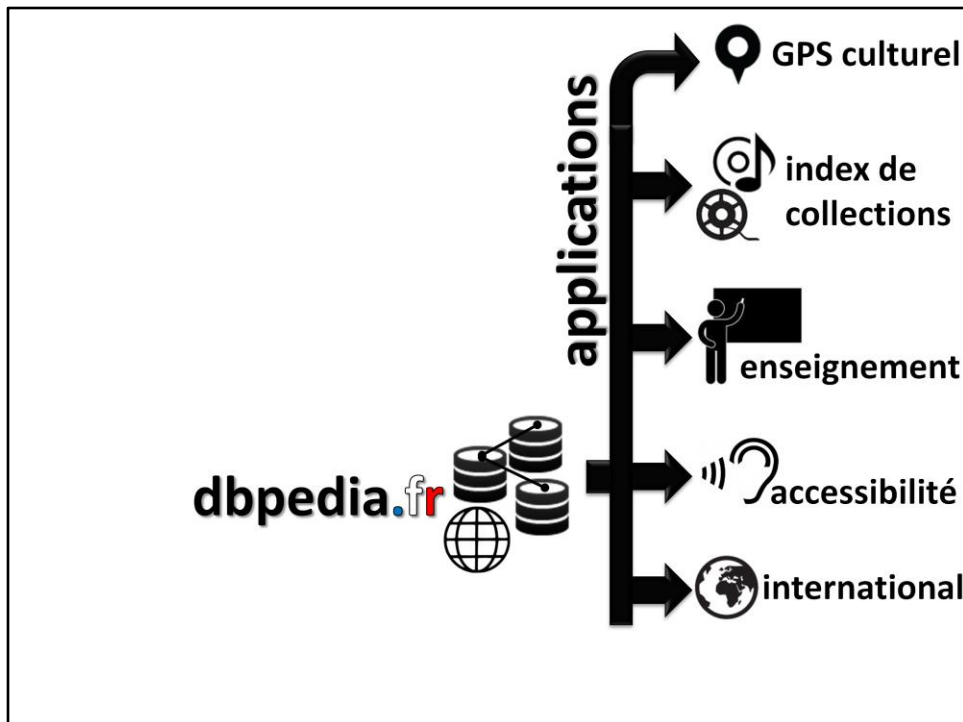 GPS culturel
applications
index de
collections
enseignement
dbpedia.fr
accessibilité
international